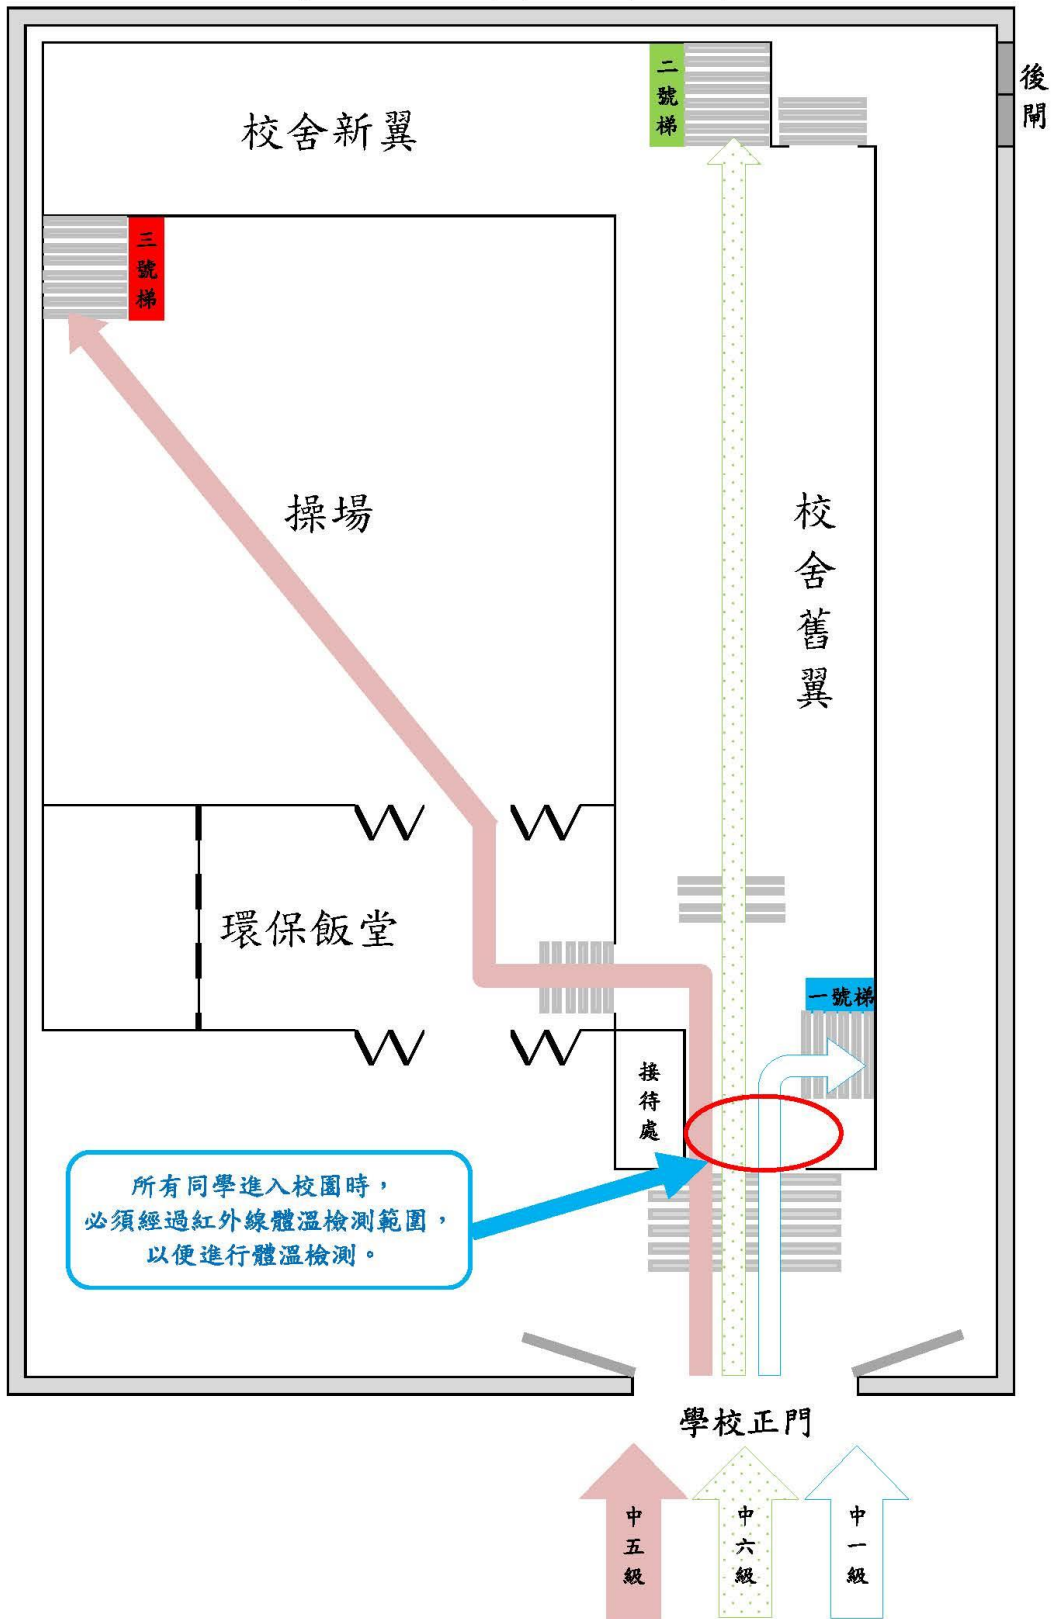 二號梯
後閘
校舍新翼
三號梯
操場
校舍舊翼
環保飯堂
一號梯
接待處
所有同學進入校園時，
必須經過紅外線體溫檢測範圍，
以便進行體溫檢測。
學校正門
中五級
中六級
中一級